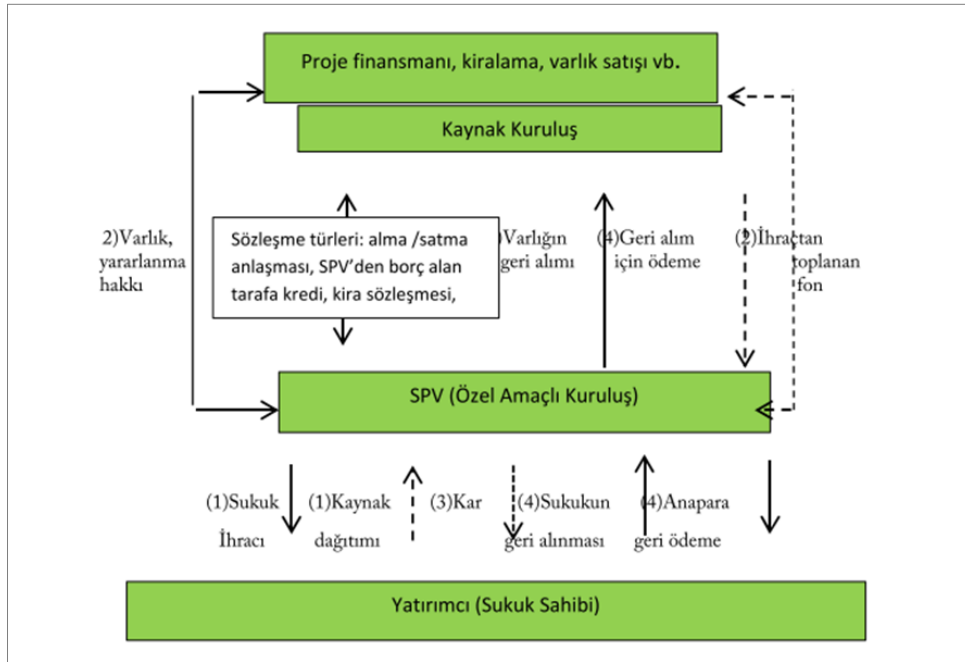 Proje finansmanı, kiralama, varlık satışı vb.
Kaynak Kuruluş
2)Varlık,
yararlanma
hakkı
Sözleşme türleri: alma /satma
anlaşması, SPV'den borç alan
tarafa kredi, kira sözleşmesi,
)Varlığın
geri alımı
(4)Geri alım
için ödeme
(2)İhraçtan
toplanan
fon
SPV (Özel Amaçlı Kuruluş)
(1)Sukuk
İhracı
(1)Kaynak
dağıtımı
(3)Kar
(4)Sukukun
geri alınması
(4)Anapara
geri ödeme
Yatırımcı (Sukuk Sahibi)